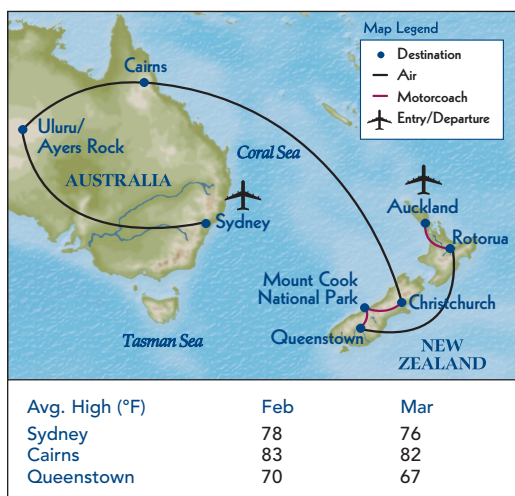 Map Legend
Destination
Air
Motorcoach
Entry/Departure
Cairns
Uluru/
Ayers Rock
Coral Sea
AUSTRALIA
Sydney
Auckland
Rotorua
Mount Cook
National Park
Christchurch
Queenstown
Tasman Sea
NEW
ZEALAND
Avg. High (°F) Feb Mar
Sydney 78 76
Cairns 83 82
Queenstown 70 67